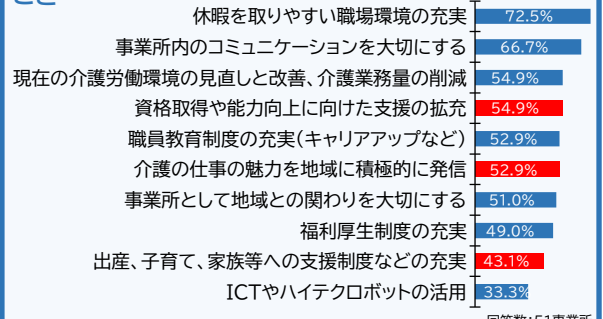 こと
休暇を取りやすい職場環境の充実 72.5%
事業所内のコミュニケーションを大切にする 66.7%
現在の介護労働環境の見直しと改善、介護業務量の削減 54.9%
資格取得や能力向上に向けた支援の拡充 54.9%
職員教育制度の充実(キャリアアップなど) 52.9%
介護の仕事の魅力を地域に積極的に発信 52.9%
事業所として地域との関わりを大切にする 51.0%
福利厚生制度の充実 49.0%
出産、子育て、家族等への支援制度などの充実 43.1%
ICTやハイテクロボットの活用 33.3%
回答数:51事業所